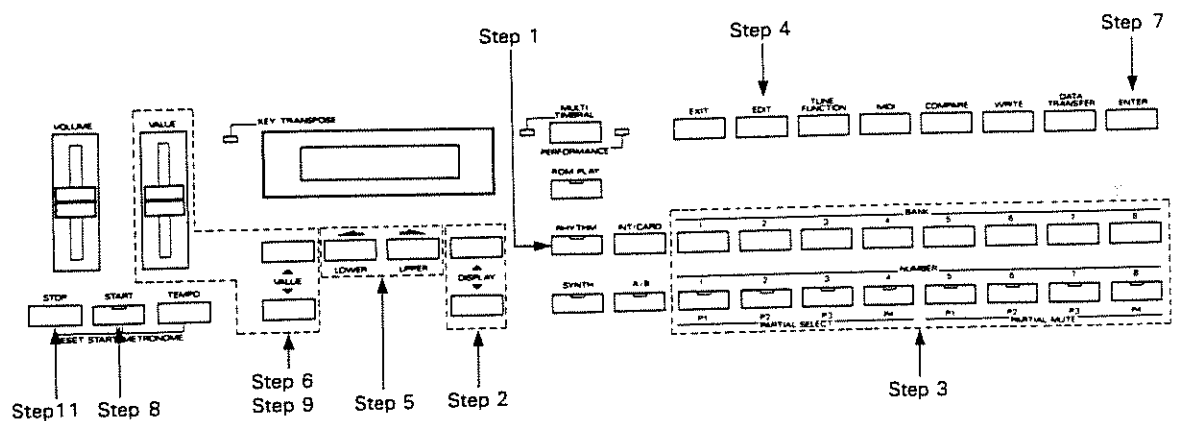 Step 1
Step 4
Step 7
VOLUME
VALUE
KEY TRANSPOSE
MULTI
TIMBRAL
PERFORMANCE
EXIT
EDIT
TUNE
FUNCTION
MIDI
COMPARE
WRITE
DATA
TRANSFER
ENTER
ROM PLAY
BANK
1 2 3 4 5 6 7 8
RHYTHM
INT/CARD
LOWER
UPPER
VALUE
DISPLAY
NUMBER
1 2 3 4 5 6 7 8
STOP
START
TEMPO
SYNTH
A/B
P1 P2 P3 P4 P1 P2 P3 P4
PARTIAL SELECT
PARTIAL MUTE
RESET START METRONOME
Step11
Step 8
Step 6
Step 9
Step 5
Step 2
Step 3